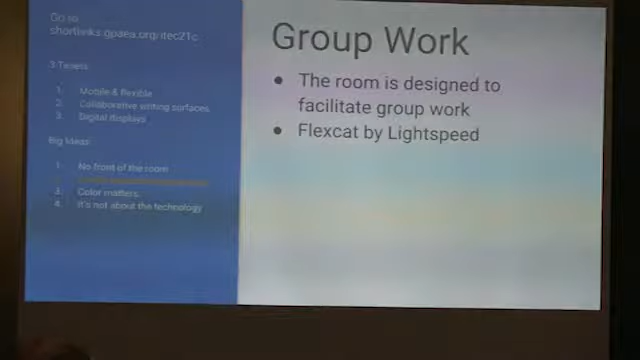 Go to
shortlinks.gpaea.org/itec21c
3 Tenets
1. Mobile & flexible
2. Collaborative writing surfaces
3. Digital displays
Big Ideas
1. No front of the room
3. Color matters.
4. It's not about the technology
Group Work
● The room is designed to
facilitate group work
● Flexcat by Lightspeed